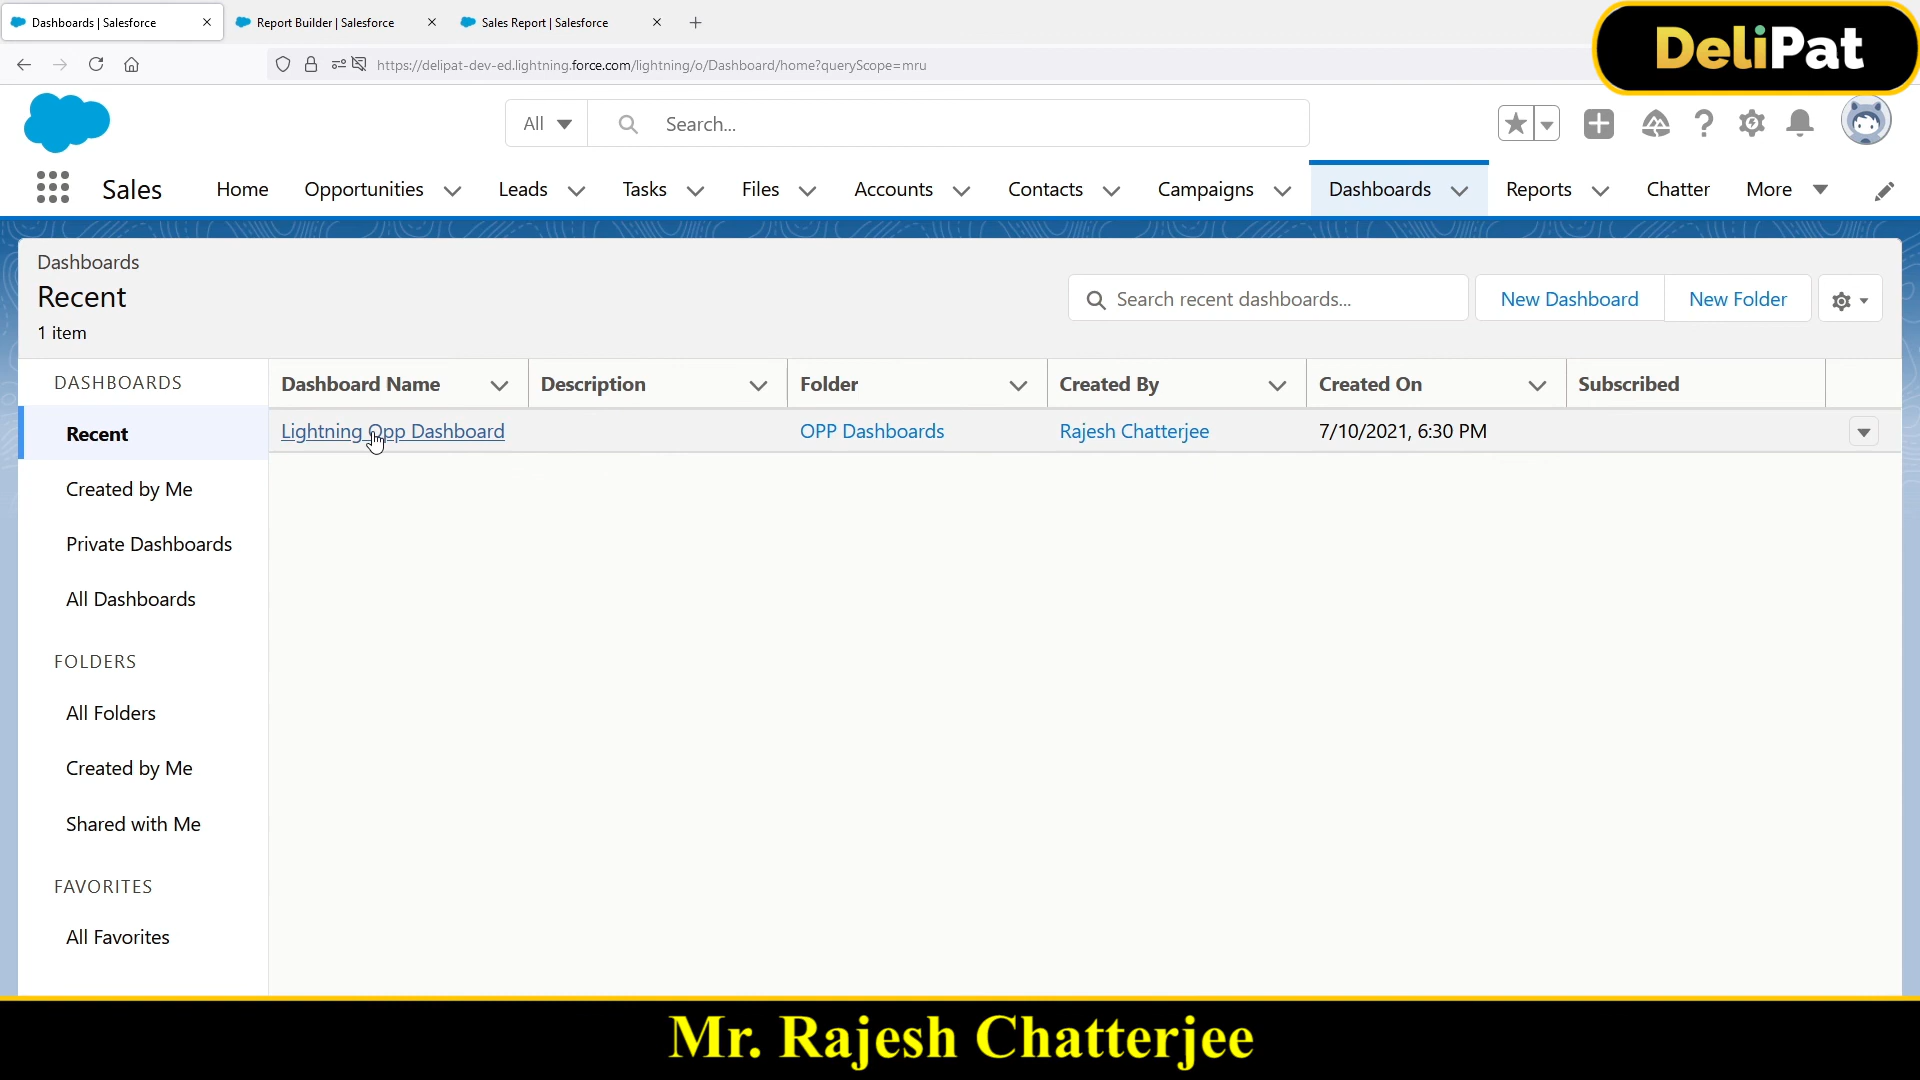 Dashboards | Salesforce
Report Builder | Salesforce
Sales Report | Salesforce
https://delipat-dev-ed.lightning.force.com/lightning/o/Dashboard/home?queryScope=mru
DeliPat
All
Search...
Sales
Home
Opportunities
Leads
Tasks
Files
Accounts
Contacts
Campaigns
Dashboards
Reports
Chatter
More
Dashboards
Recent
1 item
Search recent dashboards...
New Dashboard
New Folder
DASHBOARDS
Recent
Created by Me
Private Dashboards
All Dashboards
FOLDERS
All Folders
Created by Me
Shared with Me
FAVORITES
All Favorites
Dashboard Name
Description
Folder
Created By
Created On
Subscribed
Lightning Opp Dashboard
OPP Dashboards
Rajesh Chatterjee
7/10/2021, 6:30 PM
Mr. Rajesh Chatterjee